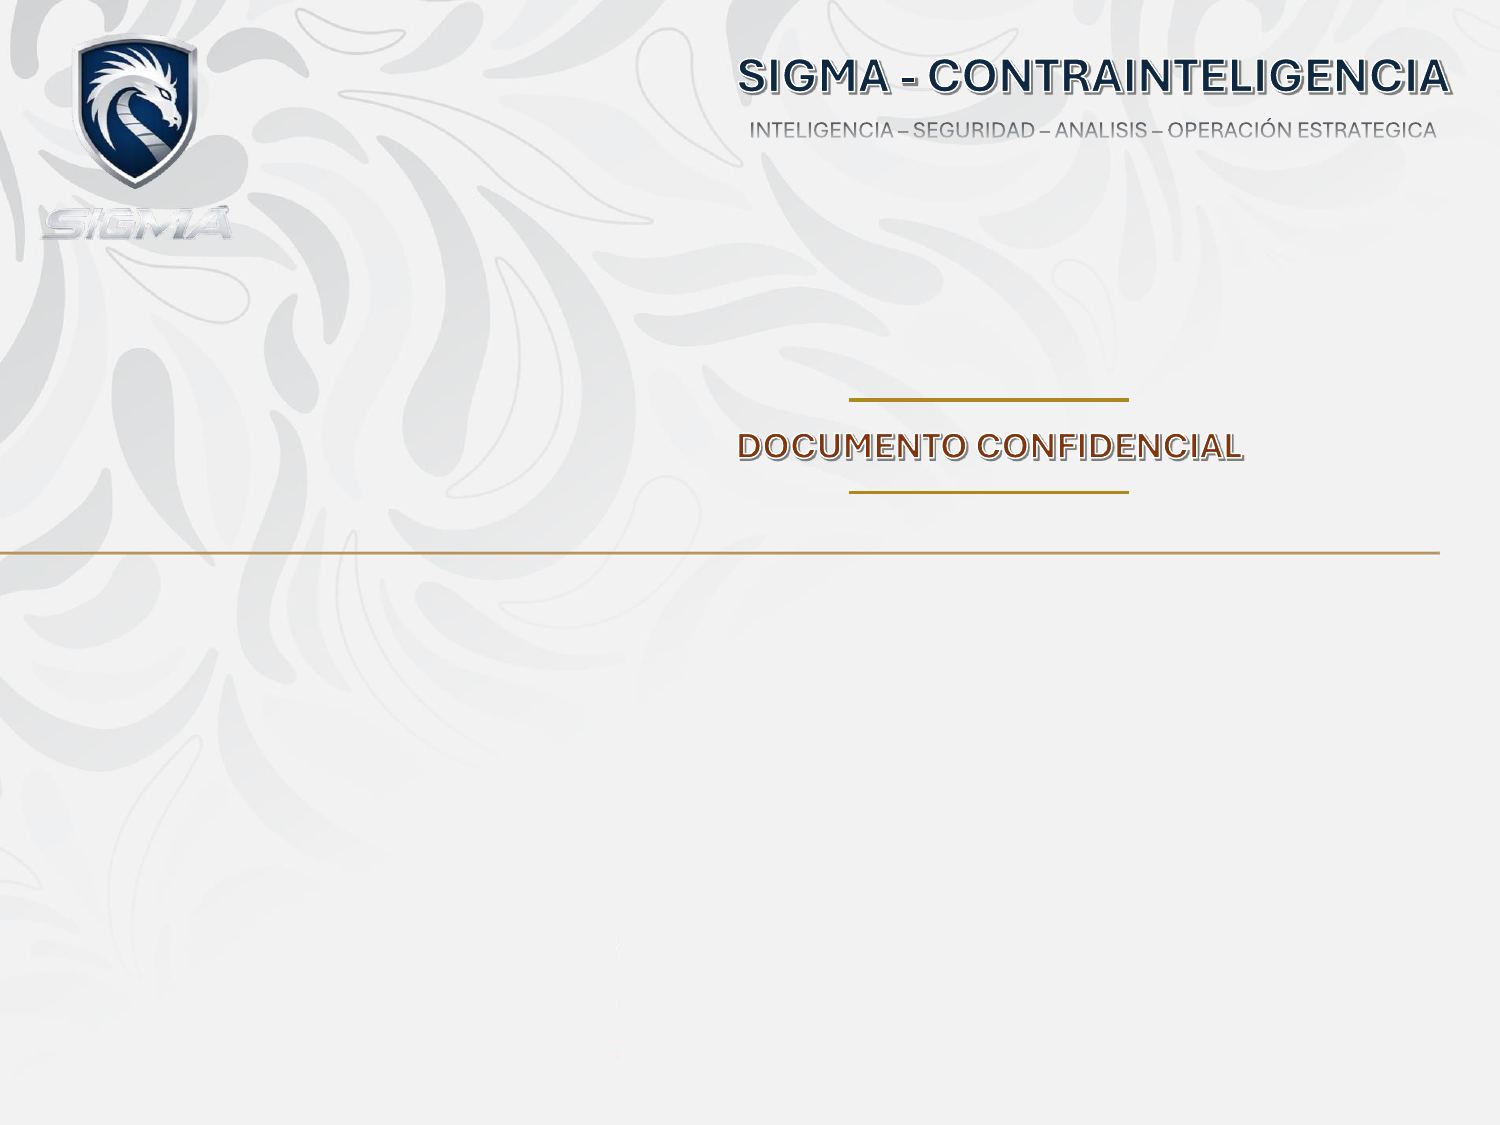 SIGMA - CONTRAINTELIGENCIA
INTELIGENCIA – SEGURIDAD – ANALISIS – OPERACIÓN ESTRATEGICA
SIGMA
DOCUMENTO CONFIDENCIAL